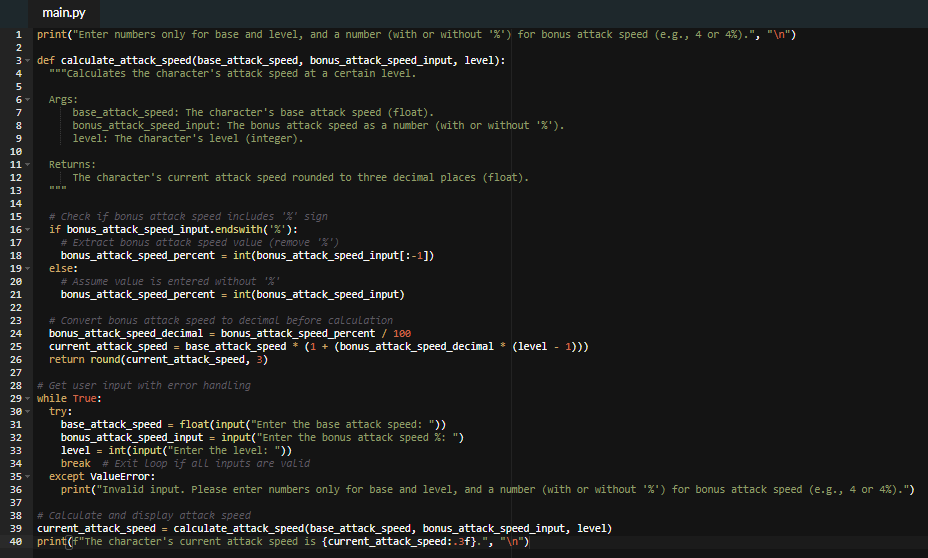 main.py
1 print("Enter numbers only for base and level, and a number (with or without '%') for bonus attack speed (e.g., 4 or 4%).", "\n")
2
3 def calculate_attack_speed(base_attack_speed, bonus_attack_speed_input, level):
4   """Calculates the character's attack speed at a certain level.
5
6   Args:
7       base_attack_speed: The character's base attack speed (float).
8       bonus_attack_speed_input: The bonus attack speed as a number (with or without '%').
9       level: The character's level (integer).
10
11   Returns:
12       The character's current attack speed rounded to three decimal places (float).
13   """
14
15   # Check if bonus attack speed includes '%' sign
16   if bonus_attack_speed_input.endswith('%'):
17     # Extract bonus attack speed value (remove '%')
18     bonus_attack_speed_percent = int(bonus_attack_speed_input[:-1])
19   else:
20     # Assume value is entered without '%'
21     bonus_attack_speed_percent = int(bonus_attack_speed_input)
22
23   # Convert bonus attack speed to decimal before calculation
24   bonus_attack_speed_decimal = bonus_attack_speed_percent / 100
25   current_attack_speed = base_attack_speed * (1 + (bonus_attack_speed_decimal * (level - 1)))
26   return round(current_attack_speed, 3)
27
28 # Get user input with error handling
29 while True:
30   try:
31     base_attack_speed = float(input("Enter the base attack speed: "))
32     bonus_attack_speed_input = input("Enter the bonus attack speed %: ")
33     level = int(input("Enter the level: "))
34     break  # Exit loop if all inputs are valid
35   except ValueError:
36     print("Invalid input. Please enter numbers only for base and level, and a number (with or without '%') for bonus attack speed (e.g., 4 or 4%).")
37
38 # Calculate and display attack speed
39 current_attack_speed = calculate_attack_speed(base_attack_speed, bonus_attack_speed_input, level)
40 print(f"The character's current attack speed is {current_attack_speed:.3f}.", "\n")